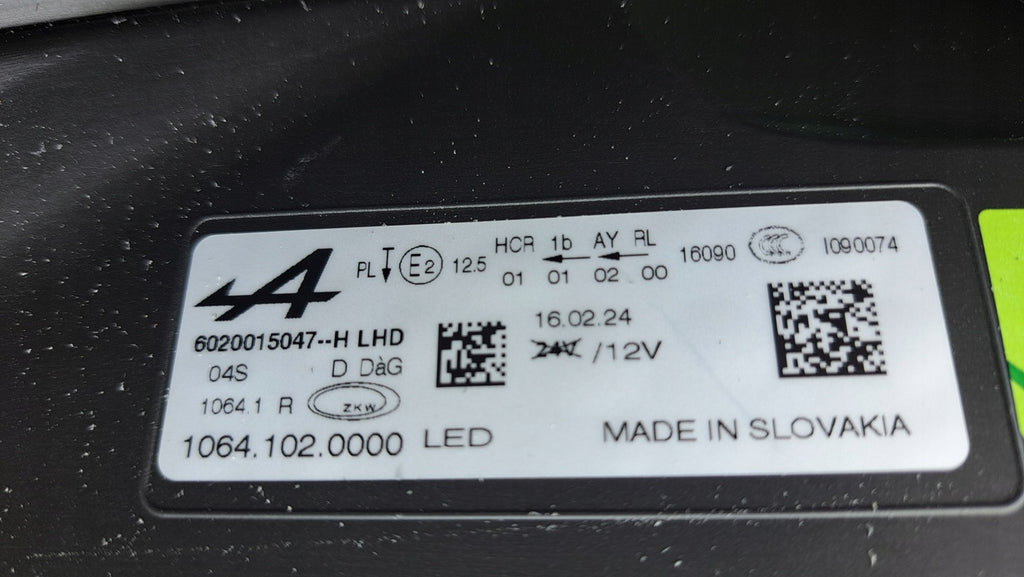 A
PL E2 12.5 HCR 1b AY RL 16090 CCC I090074
01 01 02 00
6020015047--H LHD
04S D DàG
1064.1 R ZKW
1064.102.0000 LED
16.02.24
24V /12V
MADE IN SLOVAKIA